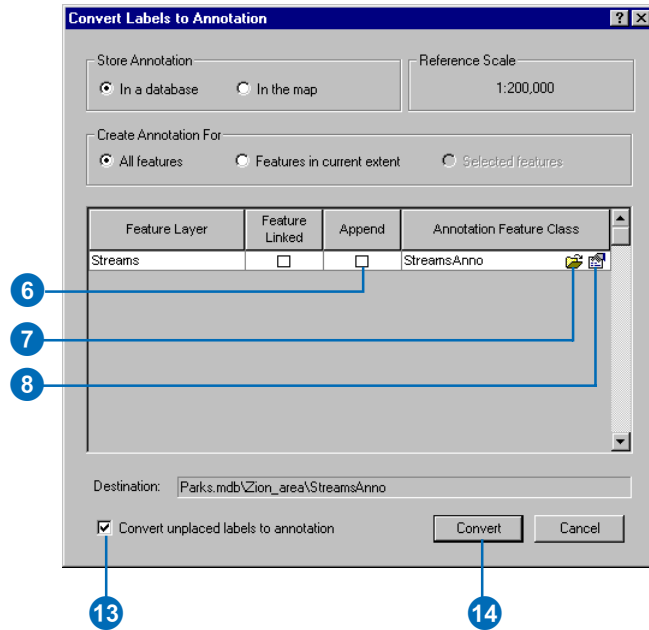 Convert Labels to Annotation
Store Annotation
In a database
In the map
Reference Scale
1:200,000
Create Annotation For
All features
Features in current extent
Selected features
Feature Layer
Feature Linked
Append
Annotation Feature Class
Streams
StreamsAnno
6
7
8
Destination: Parks.mdb\Zion_area\StreamsAnno
Convert unplaced labels to annotation
Convert
Cancel
13
14